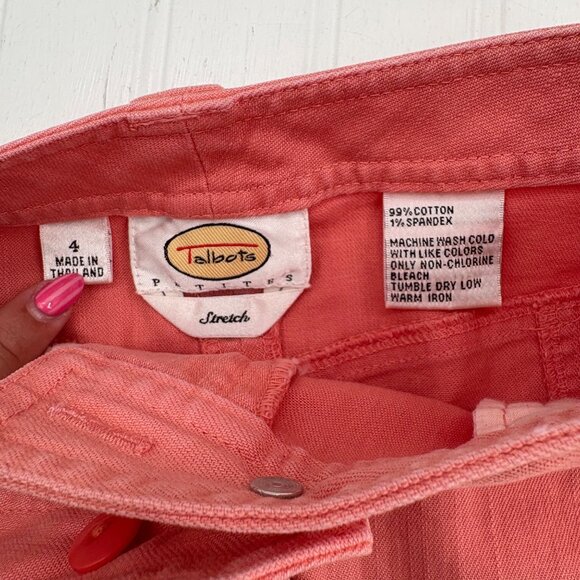 4
MADE IN
THAILAND
Talbots
PETITES
Stretch
99% COTTON
1% SPANDEX
MACHINE WASH COLD
WITH LIKE COLORS
ONLY NON-CHLORINE
BLEACH
TUMBLE DRY LOW
WARM IRON